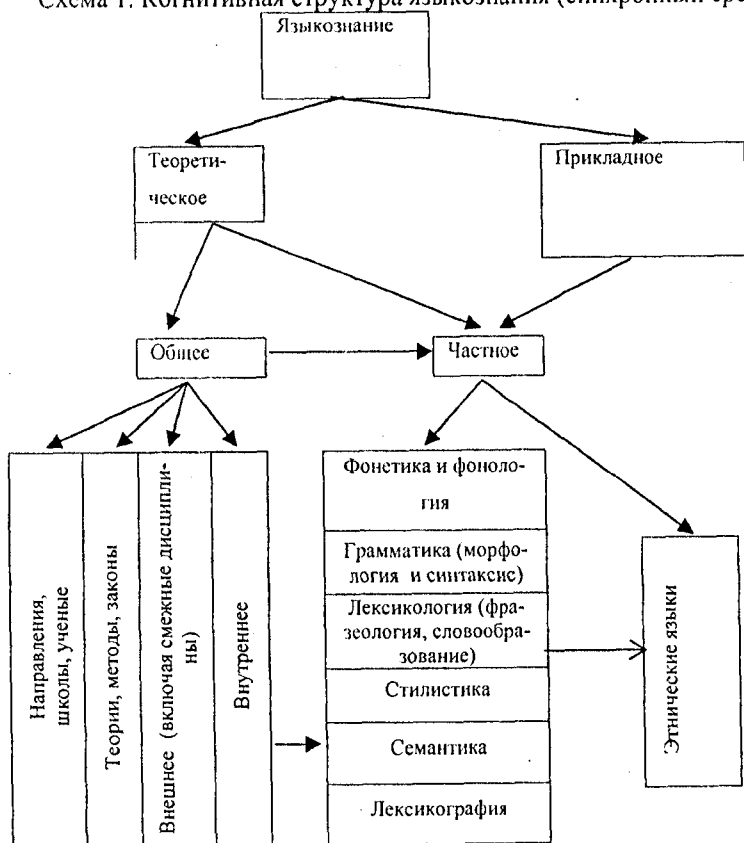 Схема 1. Когнитивная структура языкознания (синхронный
Языкознание
Теорети-
ческое
Прикладное
Общее
Частное
Направления,
школы, ученые
Теории, методы, законы
Внешнее (включая смежные дисципли-
ны)
Внутреннее
Фонетика и фоноло-
гия
Грамматика (морфо-
логия и синтаксис)
Лексикология (фра-
зеология, словообра-
зование)
Стилистика
Семантика
Лексикография
Этнические языки